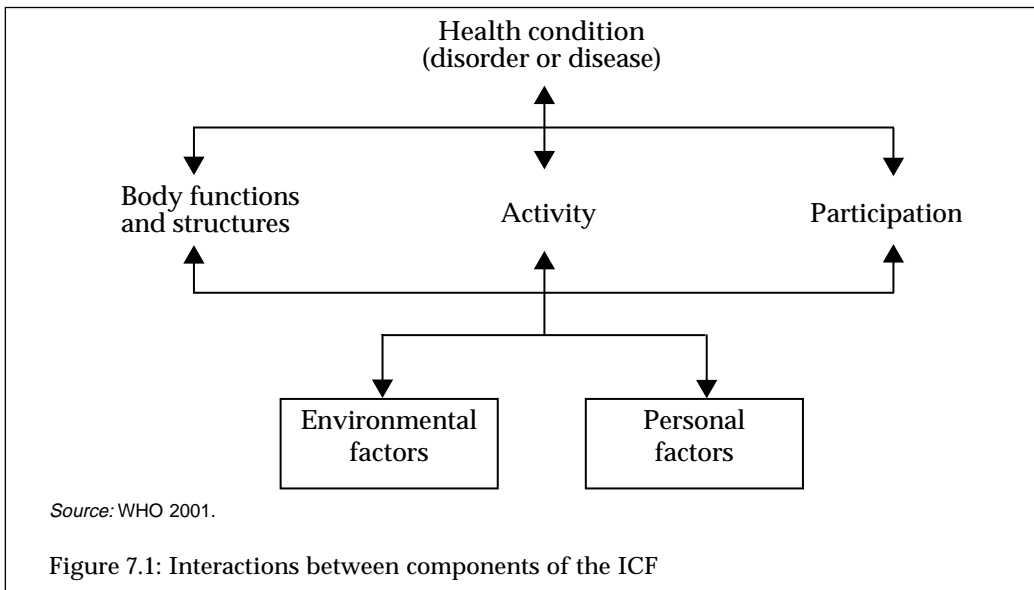 Health condition
(disorder or disease)
Body functions
and structures
Activity
Participation
Environmental
factors
Personal
factors
Source: WHO 2001.
Figure 7.1: Interactions between components of the ICF